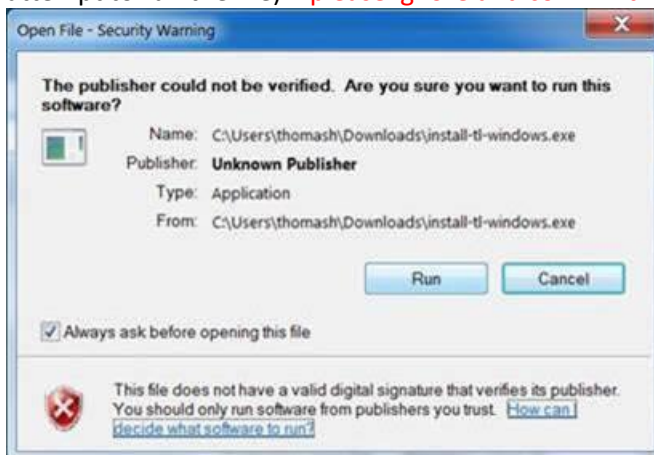 Open File - Security Warning
The publisher could not be verified. Are you sure you want to run this
software?
Name: C:\Users\thomash\Downloads\install-tl-windows.exe
Publisher: Unknown Publisher
Type: Application
From: C:\Users\thomash\Downloads\install-tl-windows.exe
Run Cancel
Always ask before opening this file
This file does not have a valid digital signature that verifies its publisher.
You should only run software from publishers you trust. How can I
decide what software to run?